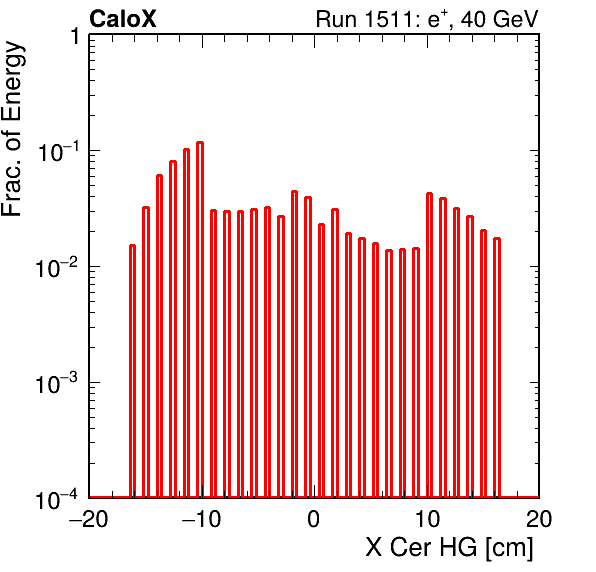 CaloX Run 1511: e⁺, 40 GeV
Frac. of Energy
1
10⁻¹
10⁻²
10⁻³
10⁻⁴
−20 −10 0 10 20
X Cer HG [cm]